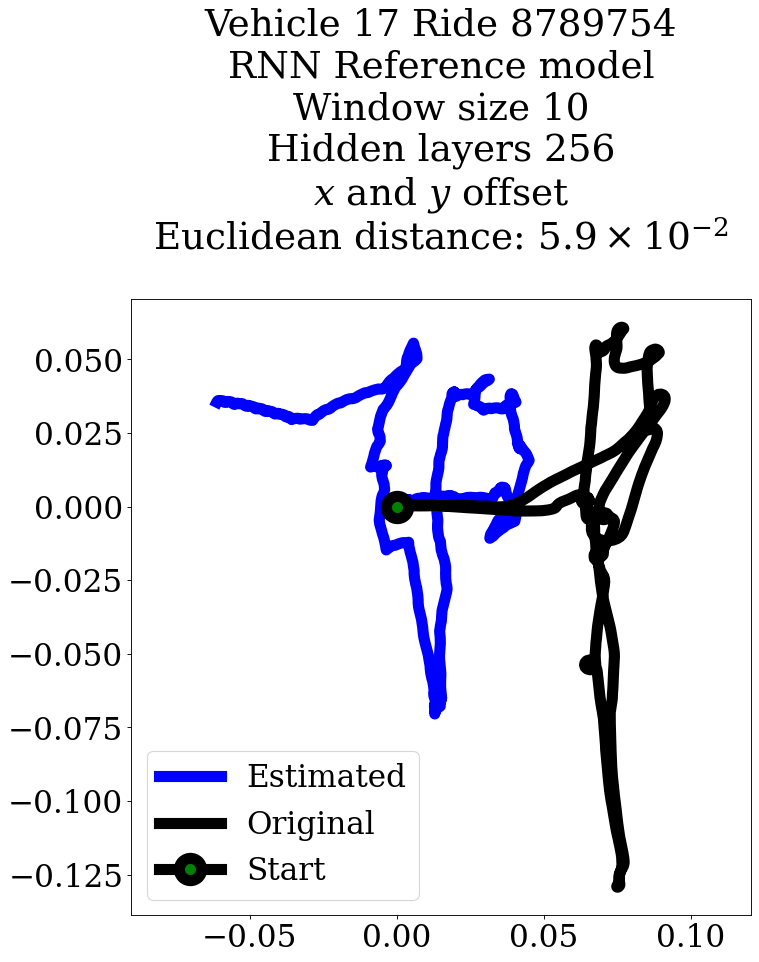 Vehicle 17 Ride 8789754
RNN Reference model
Window size 10
Hidden layers 256
x and y offset
Euclidean distance: 5.9 × 10⁻²
0.050
0.025
0.000
−0.025
−0.050
−0.075
−0.100
−0.125
Estimated
Original
Start
−0.05 0.00 0.05 0.10